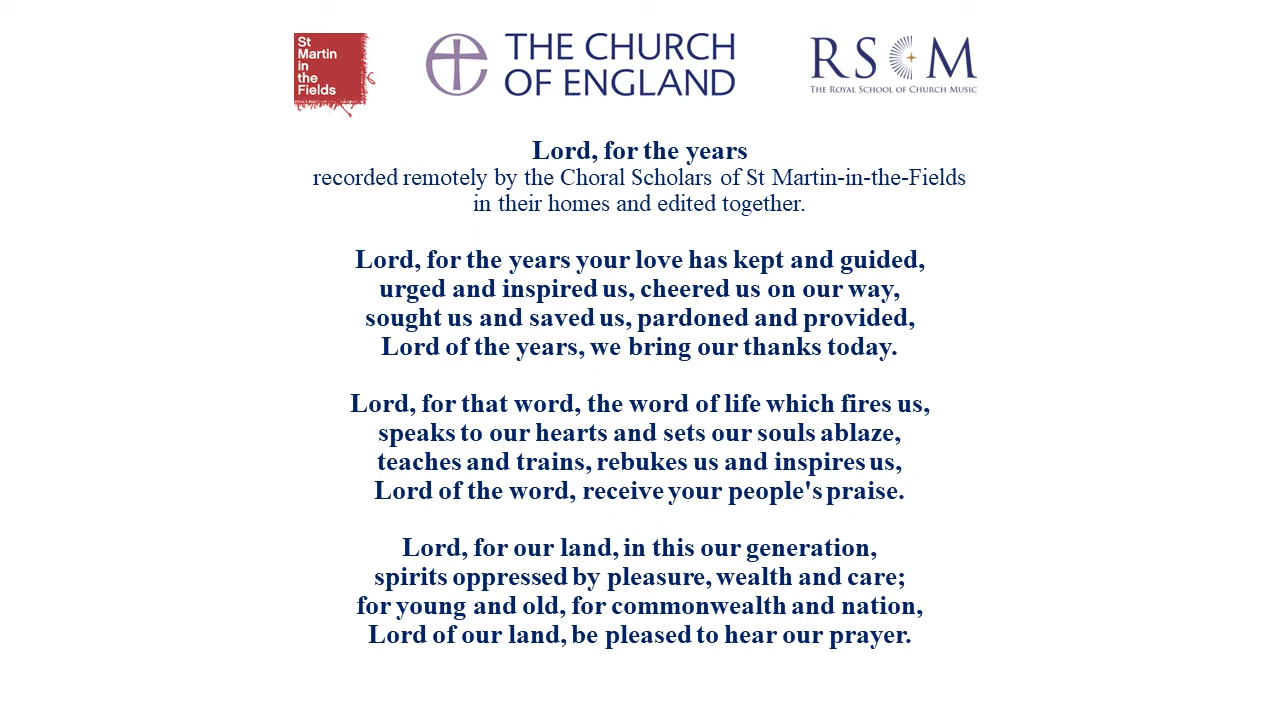 St
Martin
in
the
Fields
THE CHURCH
OF ENGLAND
RSCM
THE ROYAL SCHOOL OF CHURCH MUSIC
Lord, for the years
recorded remotely by the Choral Scholars of St Martin-in-the-Fields
in their homes and edited together.
Lord, for the years your love has kept and guided,
urged and inspired us, cheered us on our way,
sought us and saved us, pardoned and provided,
Lord of the years, we bring our thanks today.
Lord, for that word, the word of life which fires us,
speaks to our hearts and sets our souls ablaze,
teaches and trains, rebukes us and inspires us,
Lord of the word, receive your people's praise.
Lord, for our land, in this our generation,
spirits oppressed by pleasure, wealth and care;
for young and old, for commonwealth and nation,
Lord of our land, be pleased to hear our prayer.